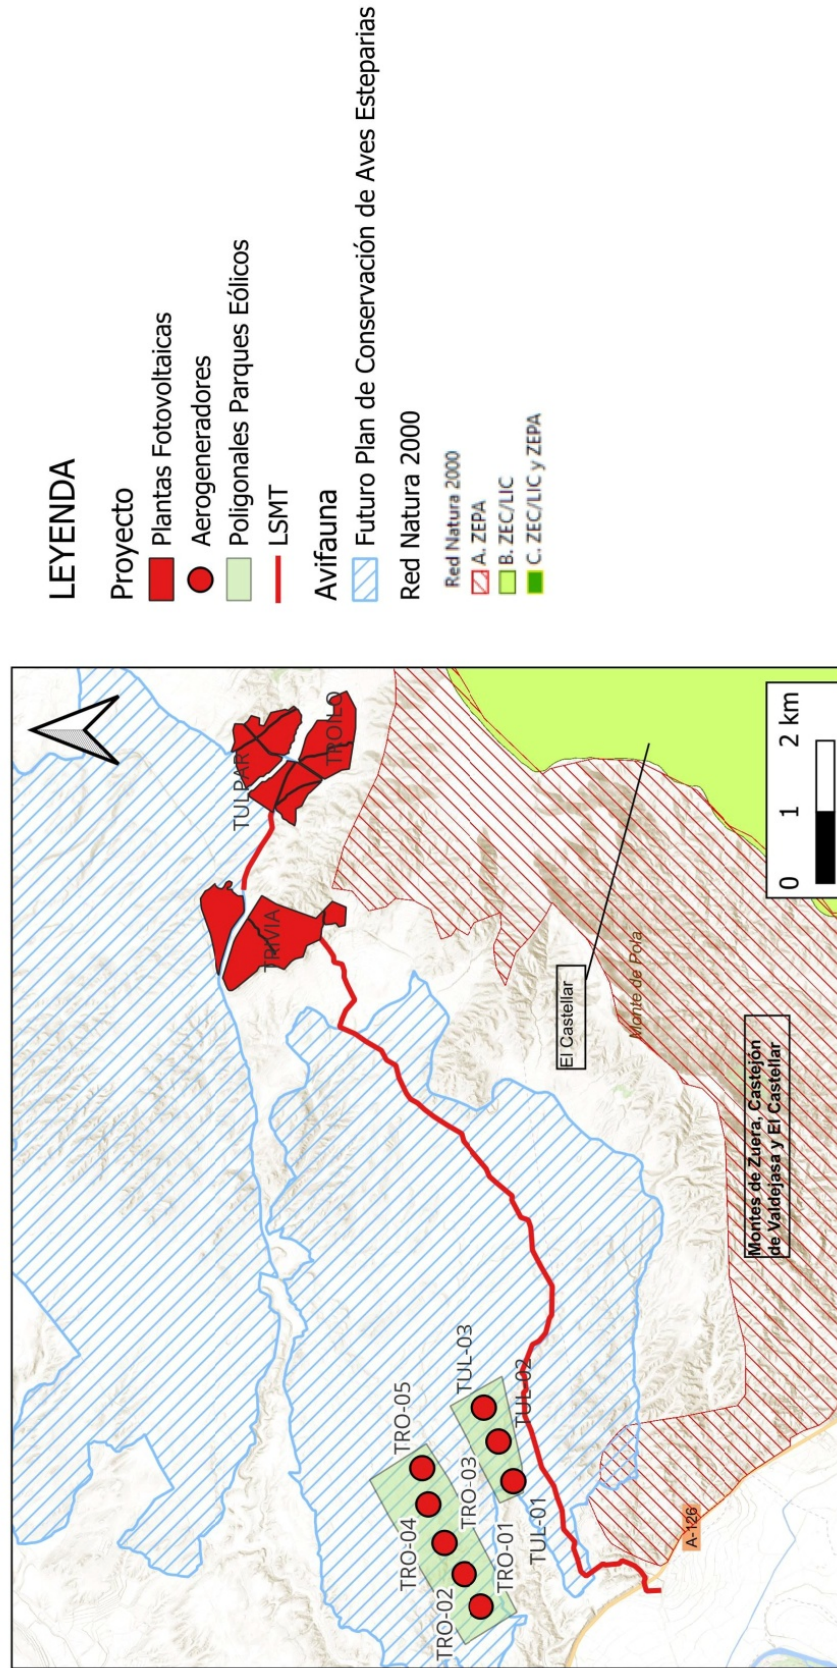 TULPAR
TROILO
TRIVIA
El Castellar
Monte de Pola
Montes de Zuera, Castejón
de Valdejasa y El Castellar
TRO-05
TUL-03
TRO-04
TRO-03
TUL-02
TRO-02
TRO-01
TUL-01
A-126
0 1 2 km
LEYENDA
Proyecto
Plantas Fotovoltaicas
Aerogeneradores
Poligonales Parques Eólicos
LSMT
Avifauna
Futuro Plan de Conservación de Aves Esteparias
Red Natura 2000
Red Natura 2000
A. ZEPA
B. ZEC/LIC
C. ZEC/LIC y ZEPA